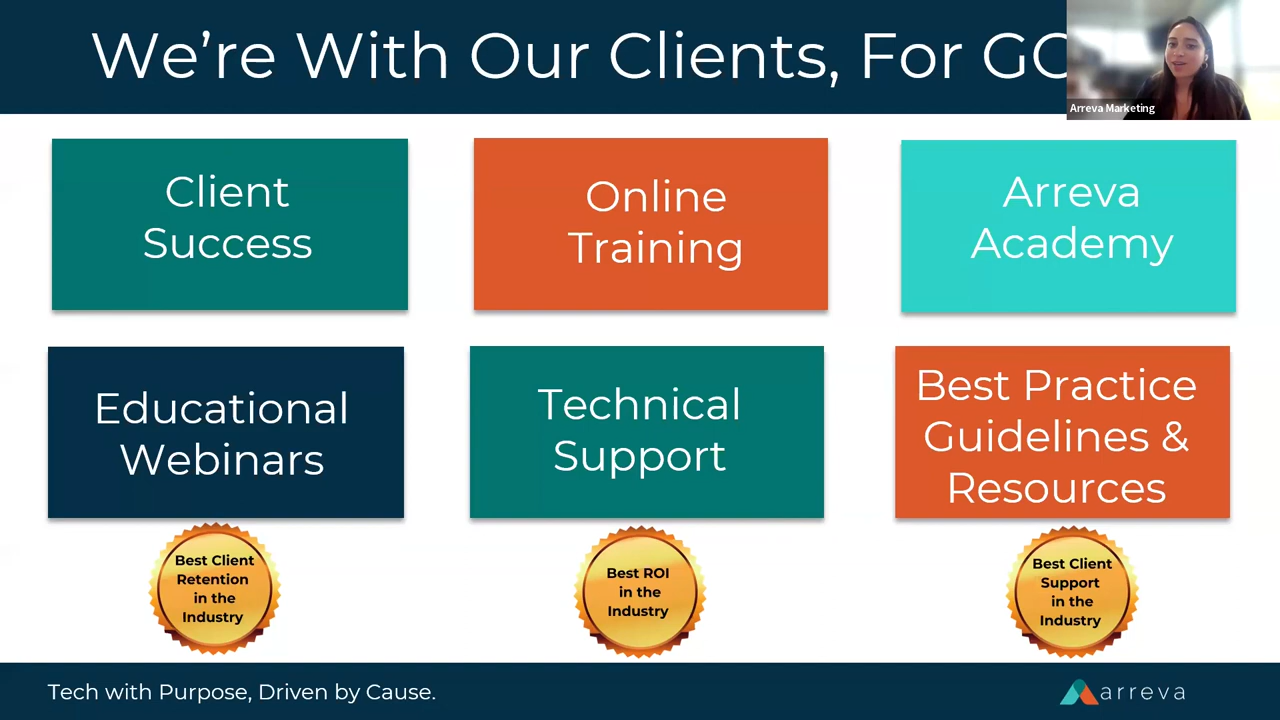 We're With Our Clients, For
Arreva Marketing
Client
Success
Online
Training
Arreva
Academy
Educational
Webinars
Technical
Support
Best Practice
Guidelines &
Resources
Best Client
Retention
in the
Industry
Best ROI
in the
Industry
Best Client
Support
in the
Industry
Tech with Purpose, Driven by Cause.
arreva